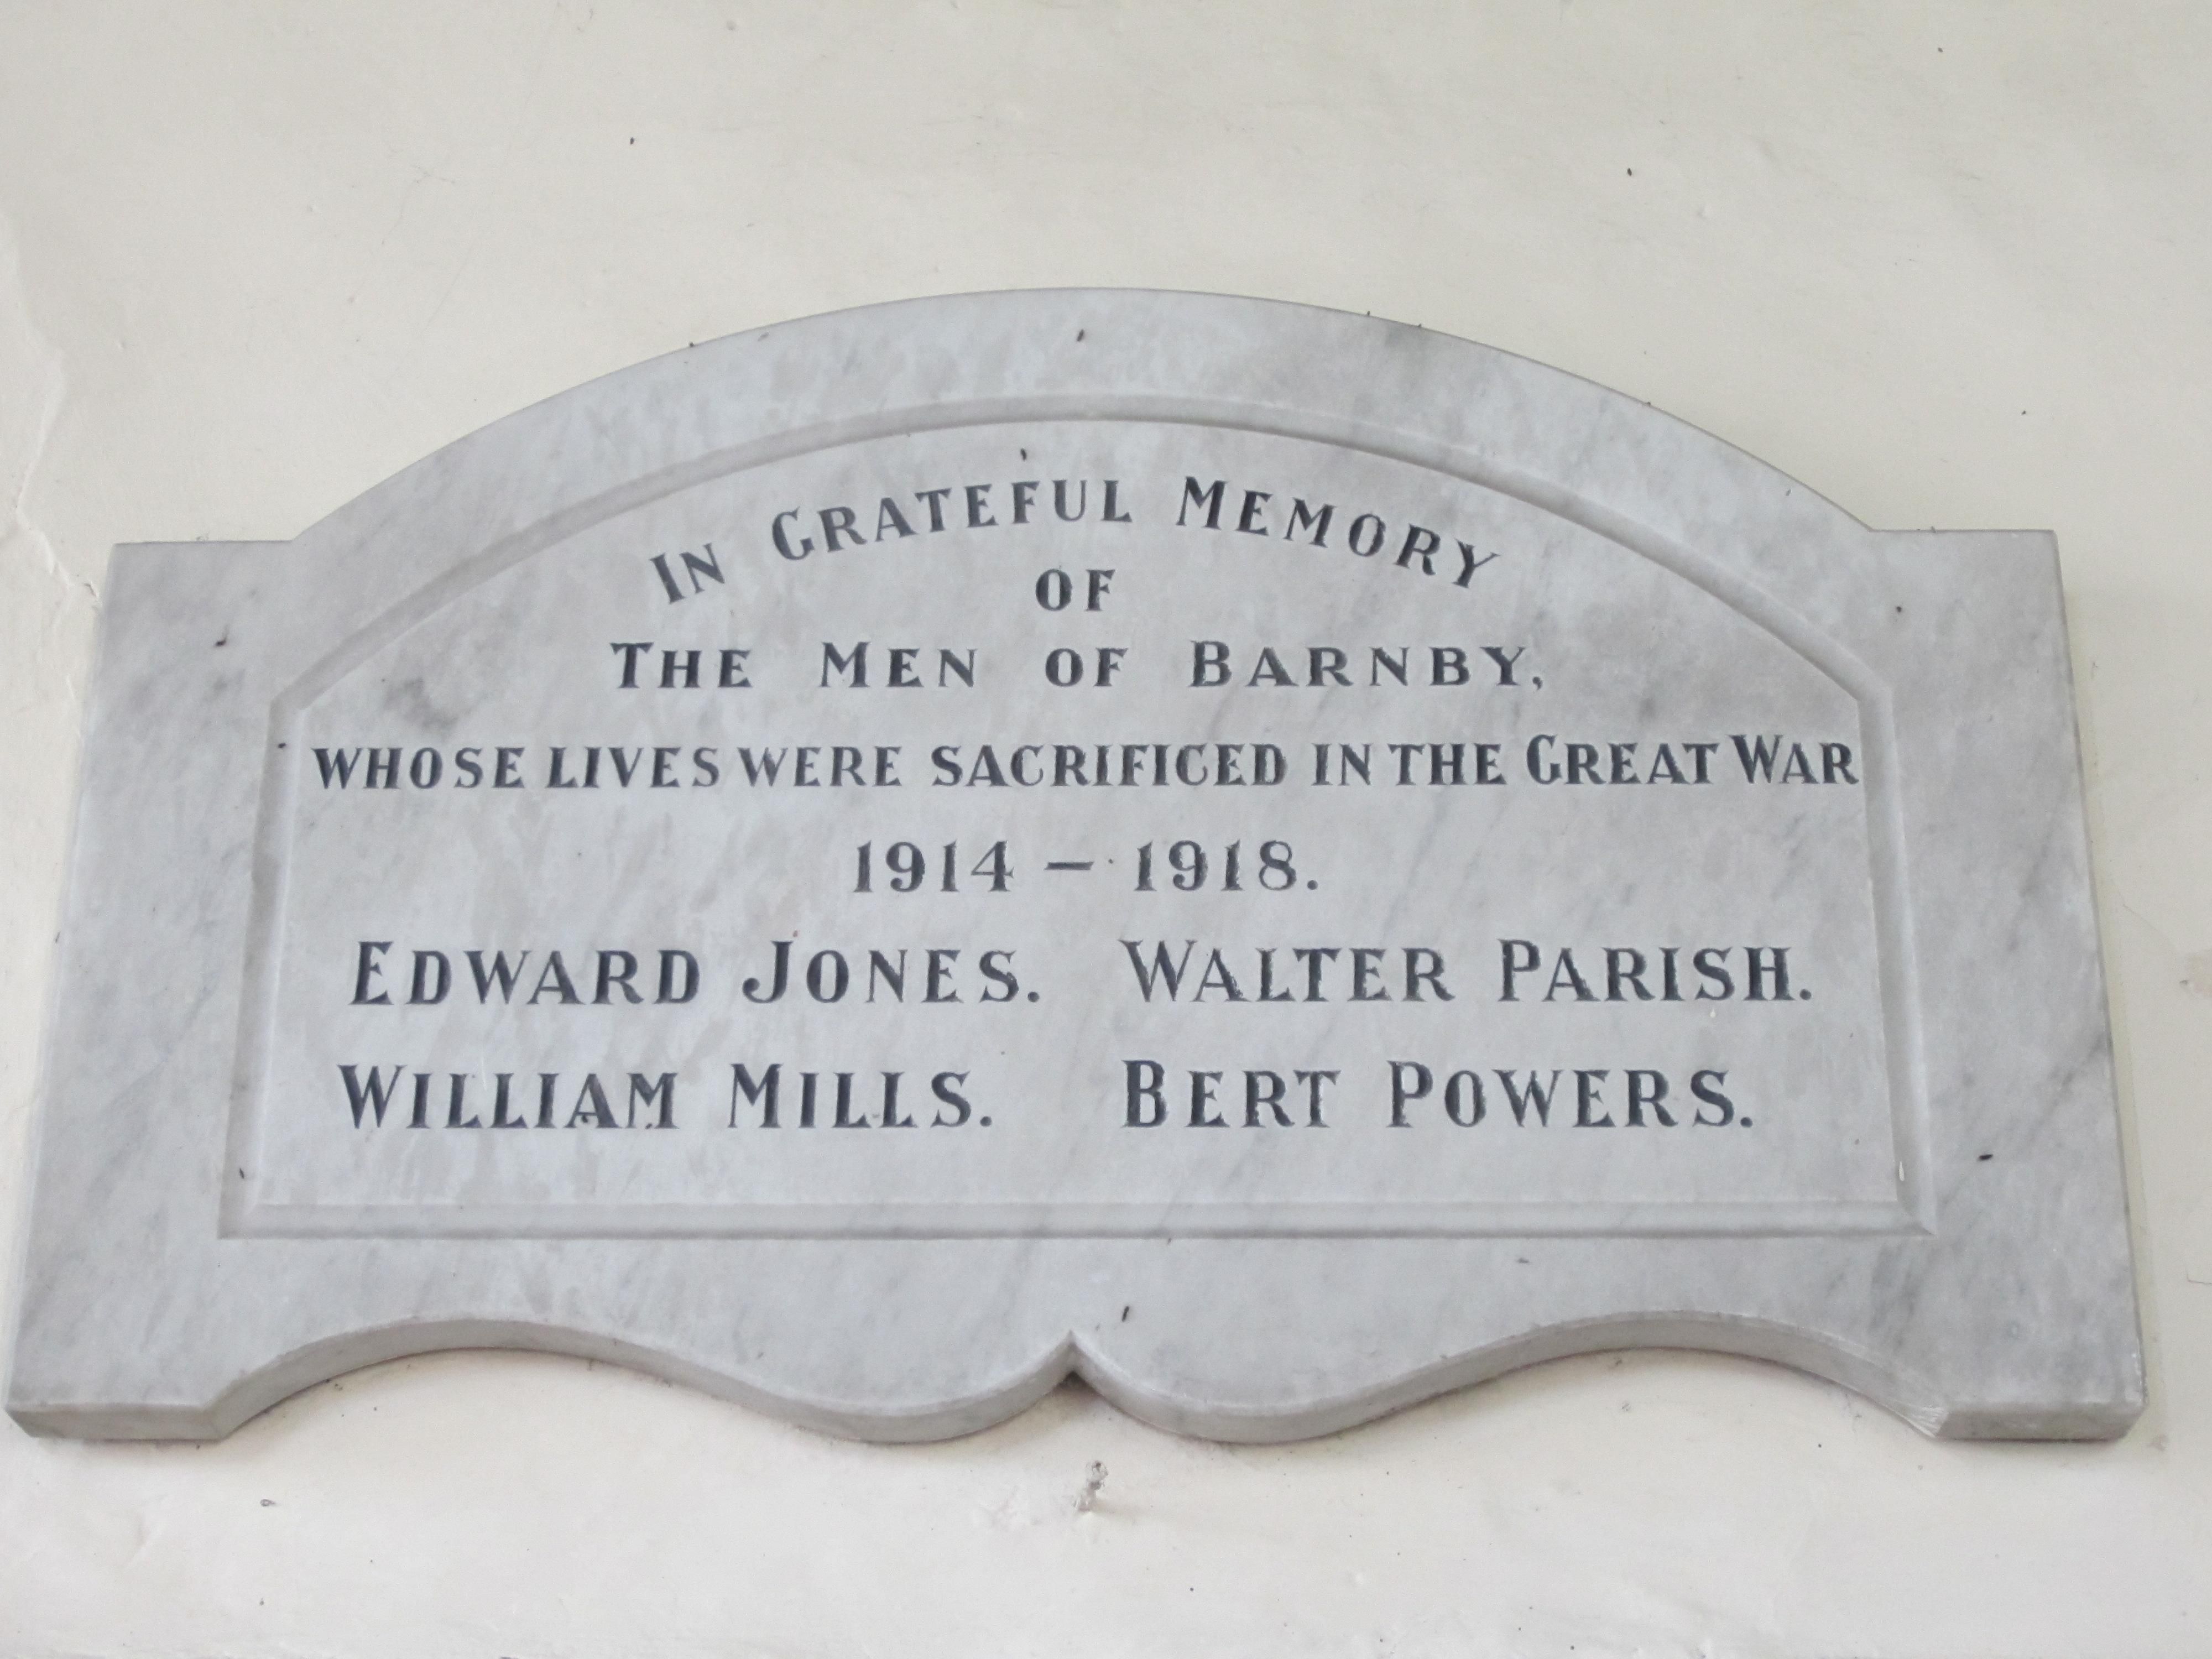 In Grateful Memory
of
The Men of Barnby,
whose lives were sacrificed in the Great War
1914 – 1918.
Edward Jones. Walter Parish.
William Mills. Bert Powers.